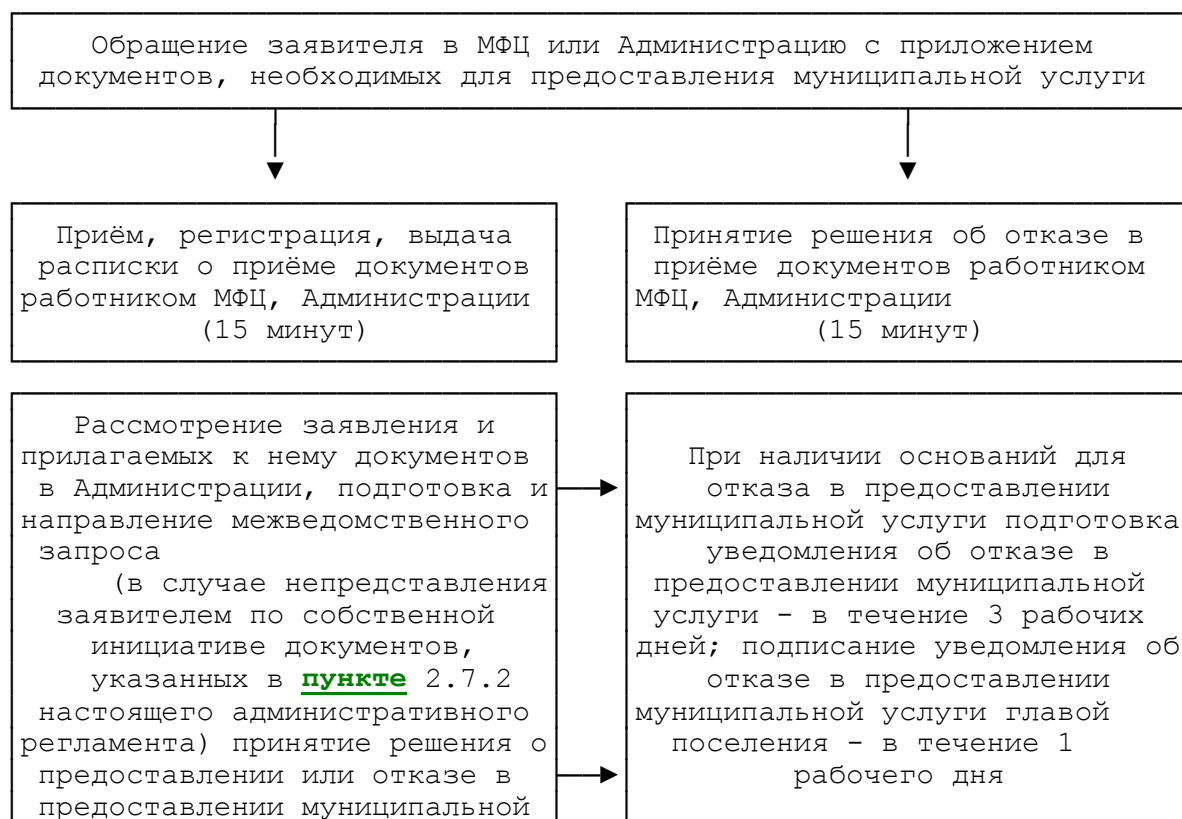 Обращение заявителя в МФЦ или Администрацию с приложением
документов, необходимых для предоставления муниципальной услуги
Приём, регистрация, выдача
расписки о приёме документов
работником МФЦ, Администрации
(15 минут)
Принятие решения об отказе в
приёме документов работником
МФЦ, Администрации
(15 минут)
Рассмотрение заявления и
прилагаемых к нему документов
в Администрации, подготовка и
направление межведомственного
запроса
(в случае непредставления
заявителем по собственной
инициативе документов,
указанных в пункте 2.7.2
настоящего административного
регламента) принятие решения о
предоставлении или отказе в
предоставлении муниципальной
При наличии оснований для
отказа в предоставлении
муниципальной услуги подготовка
уведомления об отказе в
предоставлении муниципальной
услуги - в течение 3 рабочих
дней; подписание уведомления об
отказе в предоставлении
муниципальной услуги главой
поселения - в течение 1
рабочего дня